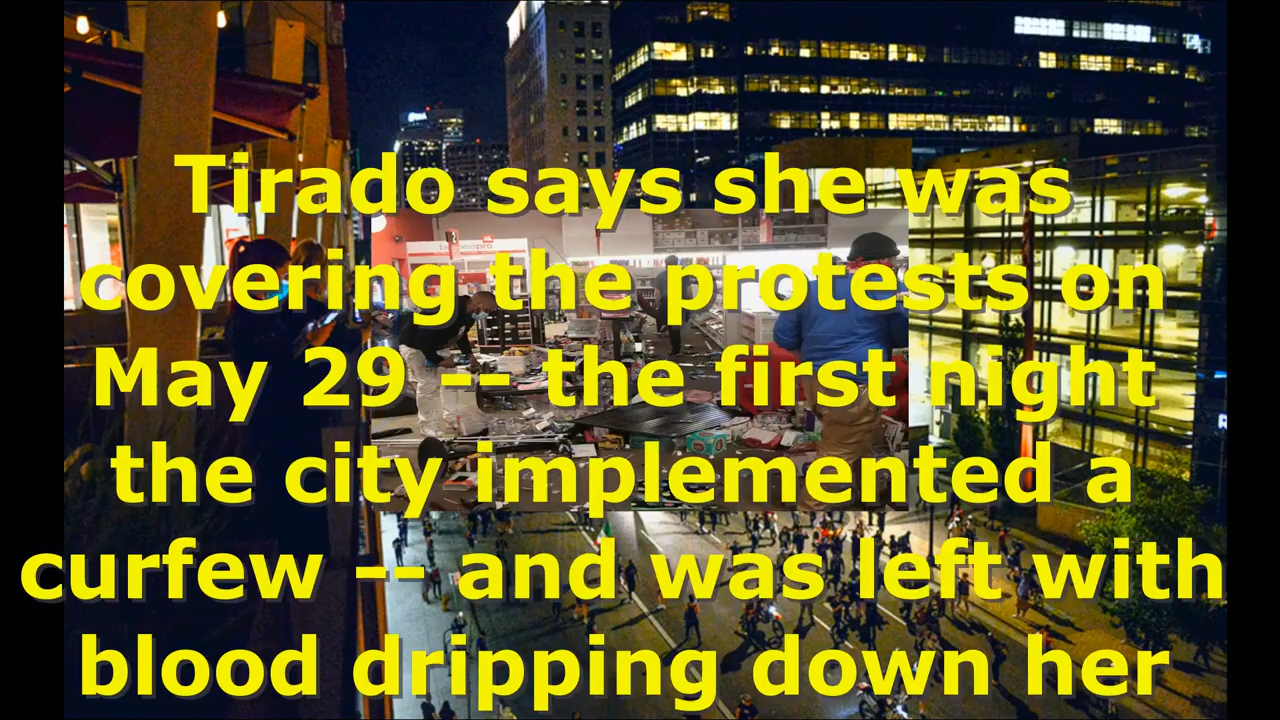 Tirado says she was
covering the protests on
May 29 -- the first night
the city implemented a
curfew -- and was left with
blood dripping down her